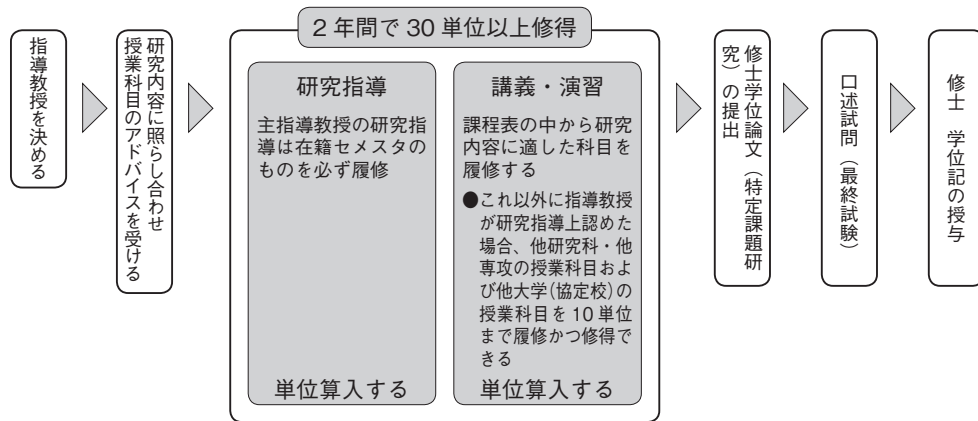 指導教授を決める
研究内容に照らし合わせ
授業科目のアドバイスを受ける
２年間で 30 単位以上修得
研究指導
主指導教授の研究指
導は在籍セメスタの
ものを必ず履修
単位算入する
講義・演習
課程表の中から研究
内容に適した科目を
履修する
●これ以外に指導教授
が研究指導上認めた
場合、他研究科・他
専攻の授業科目およ
び他大学（協定校）の
授業科目を 10 単位
まで履修かつ修得で
きる
単位算入する
修士学位論文（特定課題研
究）の提出
口述試問（最終試験）
修士　学位記の授与